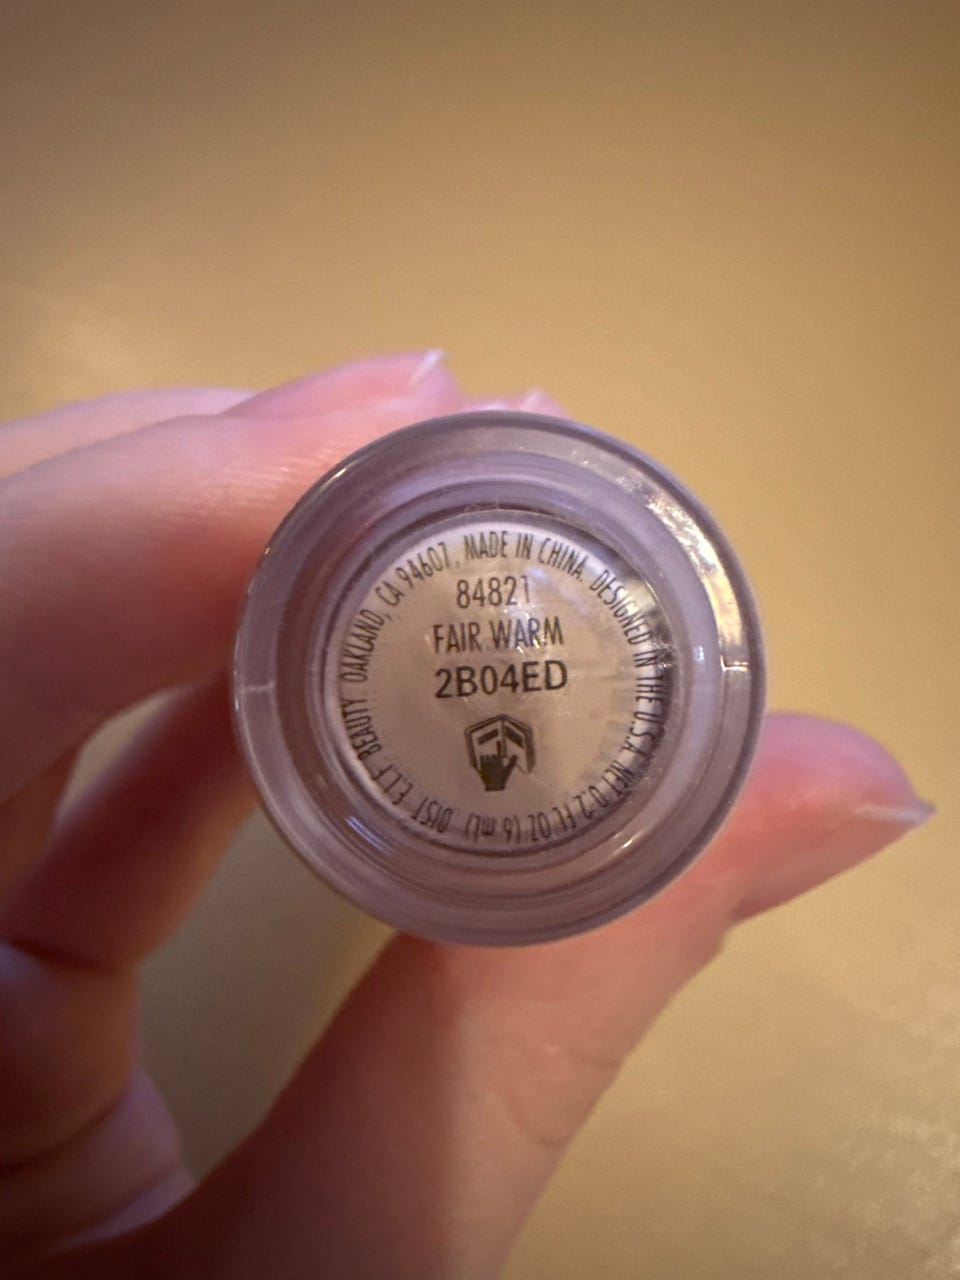 84821
FAIR WARM
2B04ED
DIST. E.L.F. BEAUTY OAKLAND, CA 94607. MADE IN CHINA. DESIGNED IN THE U.S.A. NET 0.2 FL OZ (6 mL)